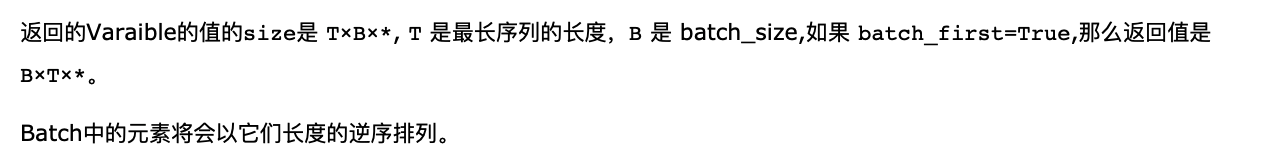 返回的Varaible的值的size是 T×B×*, T 是最长序列的长度，B 是 batch_size,如果 batch_first=True,那么返回值是
B×T×*。
Batch中的元素将会以它们长度的逆序排列。